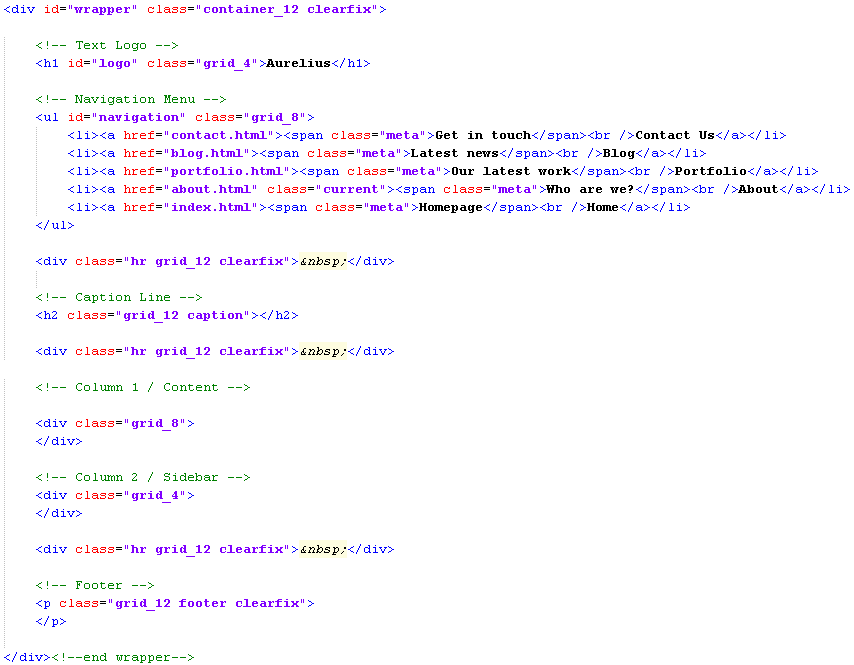 <div id="wrapper" class="container_12 clearfix">
<!-- Text Logo -->
<h1 id="logo" class="grid_4">Aurelius</h1>
<!-- Navigation Menu -->
<ul id="navigation" class="grid_8">
<li><a href="contact.html"><span class="meta">Get in touch</span><br />Contact Us</a></li>
<li><a href="blog.html"><span class="meta">Latest news</span><br />Blog</a></li>
<li><a href="portfolio.html"><span class="meta">Our latest work</span><br />Portfolio</a></li>
<li><a href="about.html" class="current"><span class="meta">Who are we?</span><br />About</a></li>
<li><a href="index.html"><span class="meta">Homepage</span><br />Home</a></li>
</ul>
<div class="hr grid_12 clearfix">&nbsp;</div>
<!-- Caption Line -->
<h2 class="grid_12 caption"></h2>
<div class="hr grid_12 clearfix">&nbsp;</div>
<!-- Column 1 / Content -->
<div class="grid_8">
</div>
<!-- Column 2 / Sidebar -->
<div class="grid_4">
</div>
<div class="hr grid_12 clearfix">&nbsp;</div>
<!-- Footer -->
<p class="grid_12 footer clearfix">
</p>
</div><!--end wrapper-->